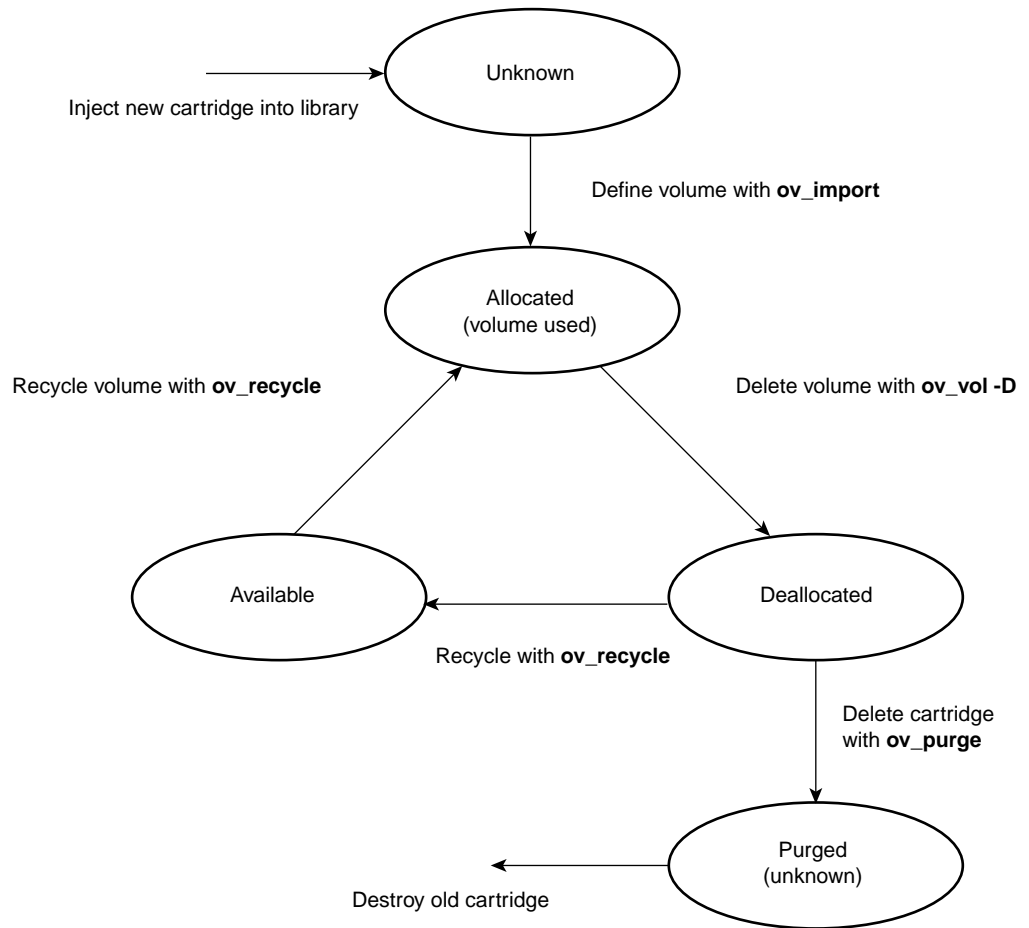 Unknown
Inject new cartridge into library
Define volume with ov_import
Allocated
(volume used)
Recycle volume with ov_recycle
Delete volume with ov_vol -D
Available
Deallocated
Recycle with ov_recycle
Delete cartridge
with ov_purge
Purged
(unknown)
Destroy old cartridge